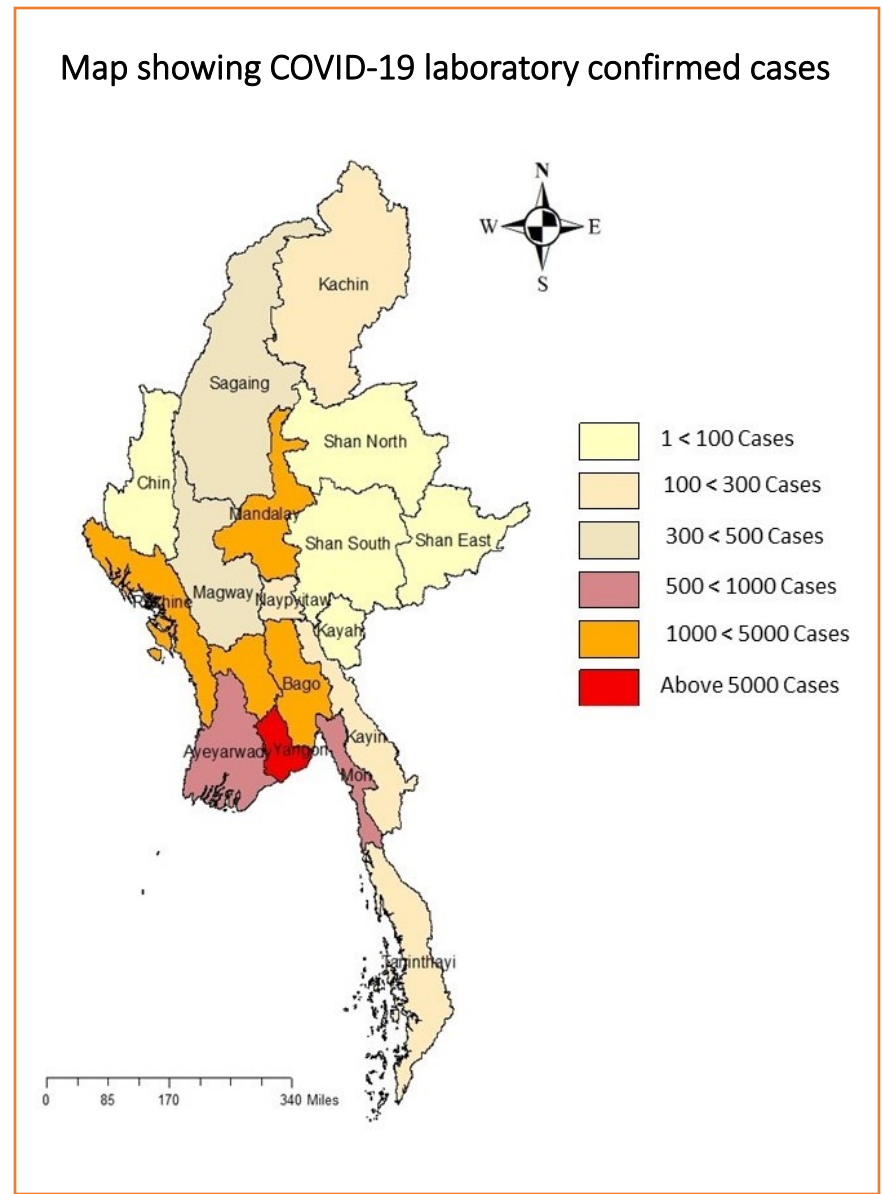 Map showing COVID-19 laboratory confirmed cases
N
W E
S
Kachin
Sagaing
Shan North
Chin
Mandalay
Shan South
Shan East
Magway
Naypyitaw
Rakhine
Kayah
Bago
Kayin
Ayeyarwady
Yangon
Mon
Taninthayi
1 < 100 Cases
100 < 300 Cases
300 < 500 Cases
500 < 1000 Cases
1000 < 5000 Cases
Above 5000 Cases
0 85 170 340 Miles